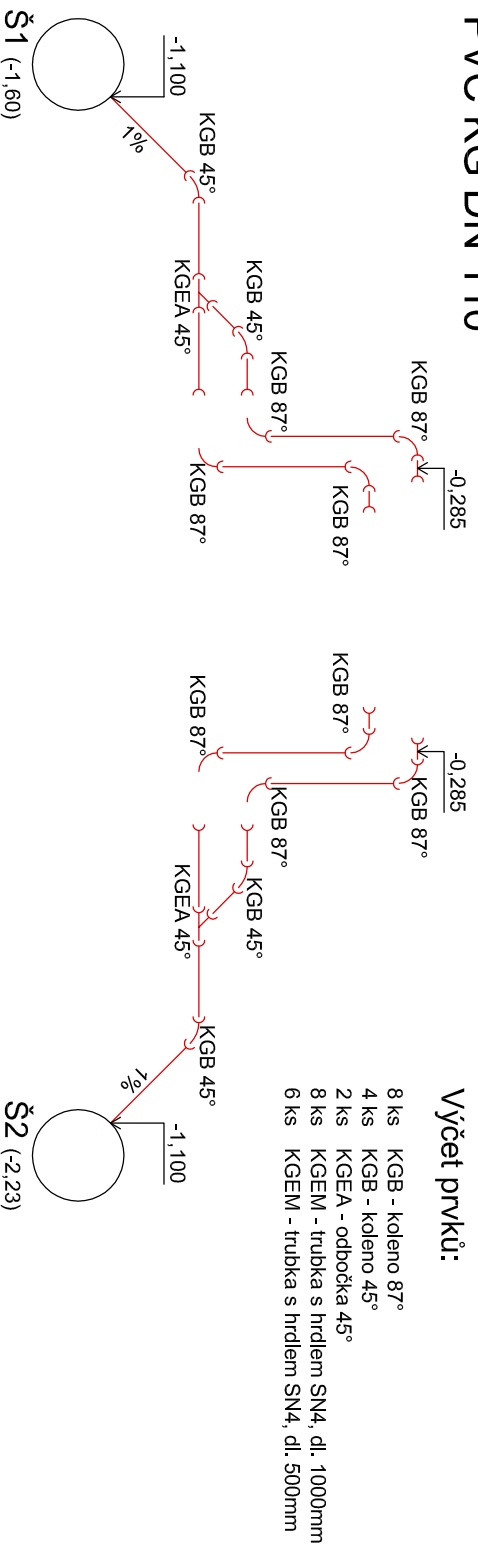 PVC KG DN 110
-0,285
-0,285
Výčet prvků:
KGB 87°
KGB 87°
8 ks KGB - koleno 87°
4 ks KGB - koleno 45°
2 ks KGEA - odbočka 45°
8 ks KGEM - trubka s hrdlem SN4, dl. 1000mm
6 ks KGEM - trubka s hrdlem SN4, dl. 500mm
KGB 87°
KGB 87°
KGB 87°
KGB 87°
KGB 45°
KGB 45°
KGB 45°
KGB 87°
KGB 87°
KGB 45°
KGEA 45°
KGEA 45°
-1,100
-1,100
1%
1%
Š1 (-1,60)
Š2 (-2,23)